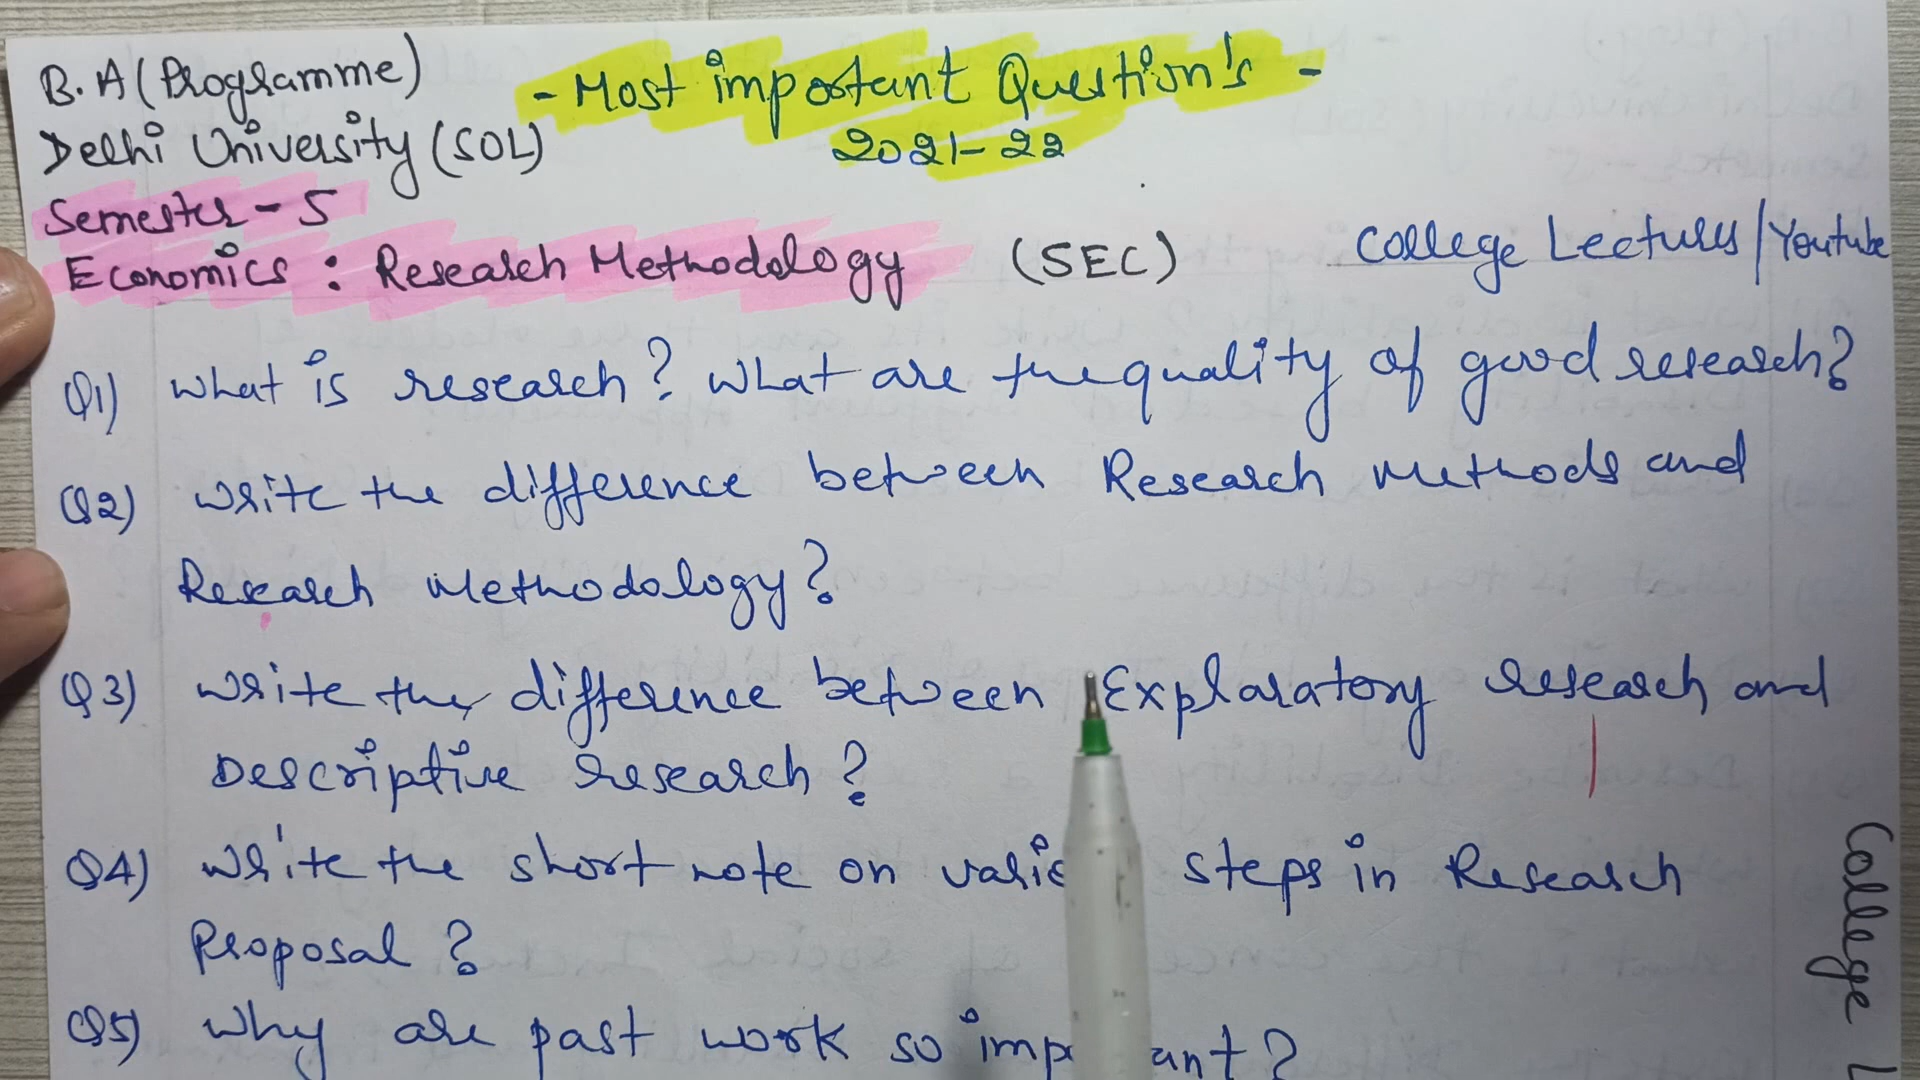 B.A (Programme)
- Most important Question's -
Delhi University (SOL)
2021-22
Semester - 5
Economics : Research Methodology (SEC)
College Lectures / Youtube
Q1) What is research? What are the quality of good research?
Q2) Write the difference between Research Methods and
Research Methodology?
Q3) Write the difference between Explaratory research and
Descriptive research?
Q4) Write the short note on steps in Research
Proposal?
Q5) Why are past work so
College